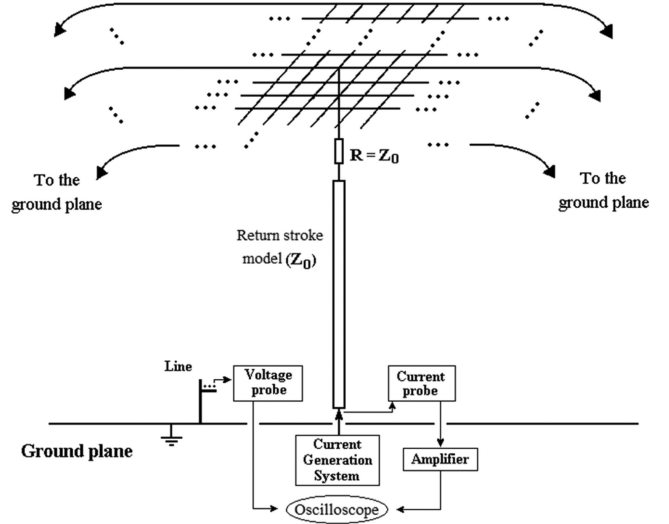 R = Z0
To the
ground plane
To the
ground plane
Return stroke
model (Z0)
Line
Voltage
probe
Current
probe
Ground plane
Current
Generation
System
Amplifier
Oscilloscope